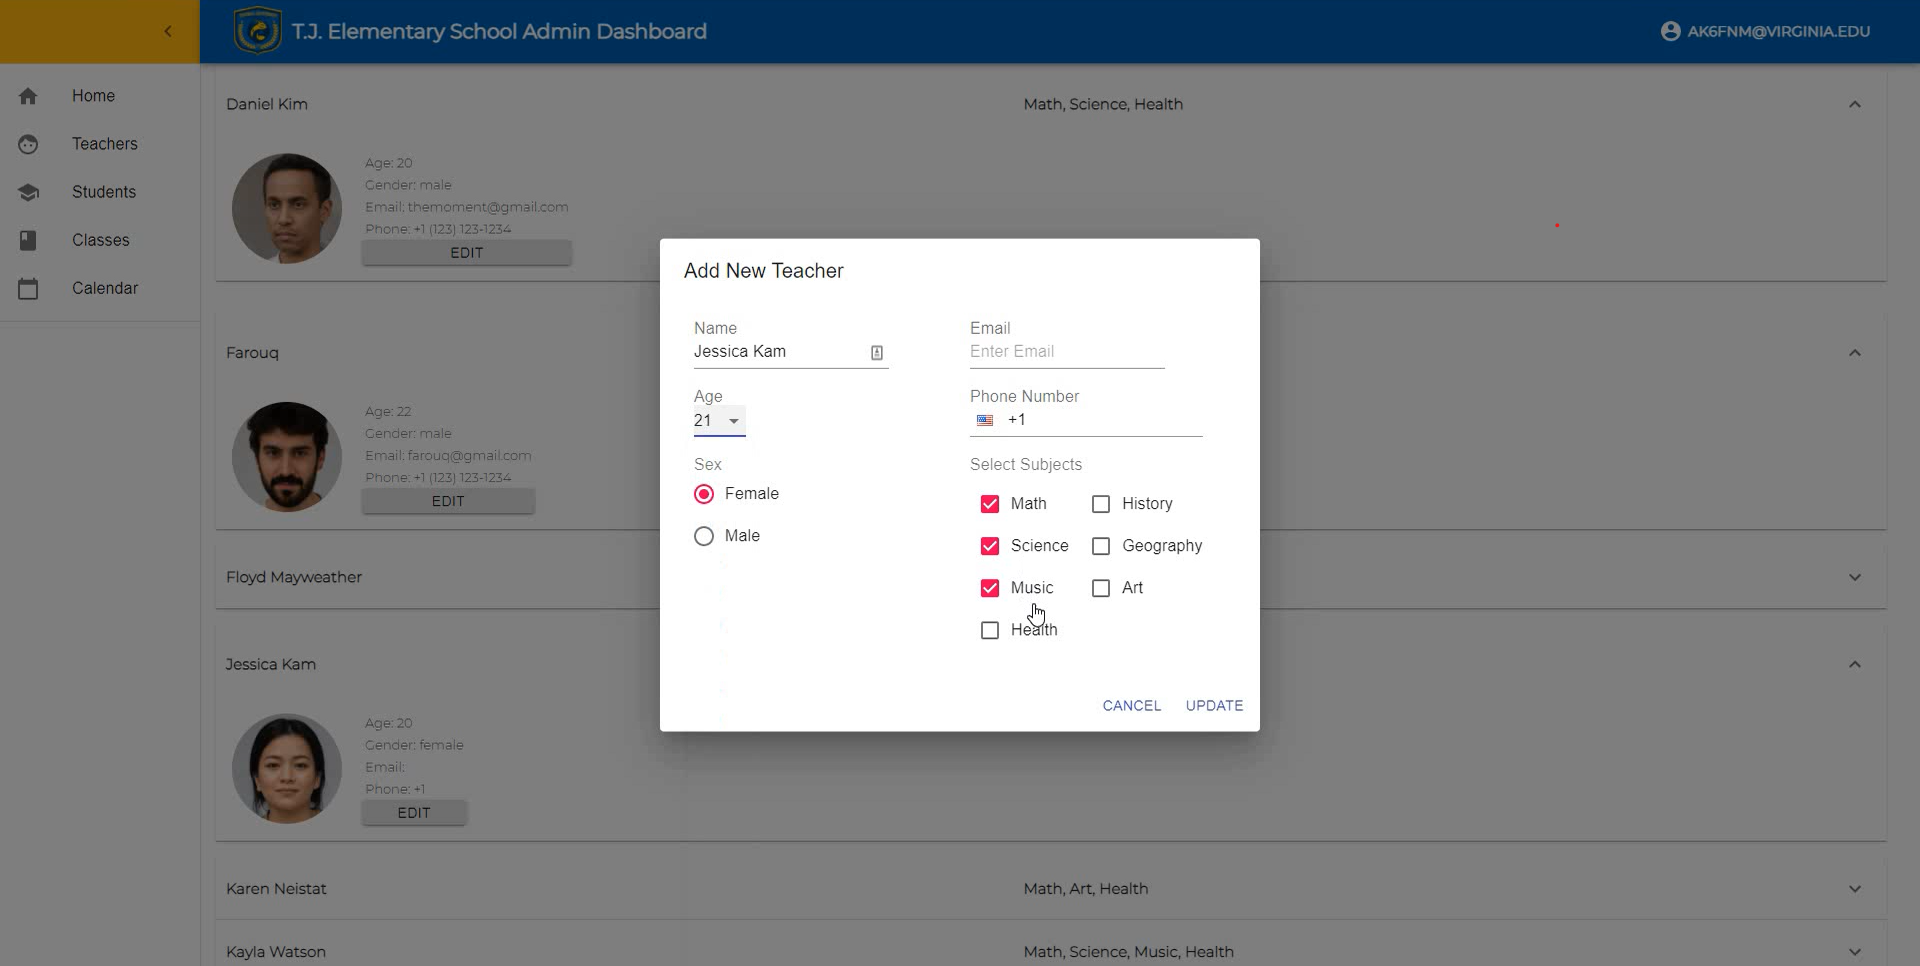 T.J. Elementary School Admin Dashboard
AK6FNM@VIRGINIA.EDU
Home
Teachers
Students
Classes
Calendar
Daniel Kim
Math, Science, Health
Age: 20
Gender: male
Email: themoment@gmail.com
Phone: +1 (123) 123-1234
EDIT
Farouq
Age: 22
Gender: male
Email: farouq@gmail.com
Phone: +1 (123) 123-1234
EDIT
Floyd Mayweather
Jessica Kam
Age: 20
Gender: female
Email:
Phone: +1
EDIT
Karen Neistat
Math, Art, Health
Kayla Watson
Math, Science, Music, Health
Add New Teacher
Name
Jessica Kam
Email
Enter Email
Age
21
Phone Number
+1
Sex
Female
Male
Select Subjects
Math
History
Science
Geography
Music
Art
Health
CANCEL
UPDATE